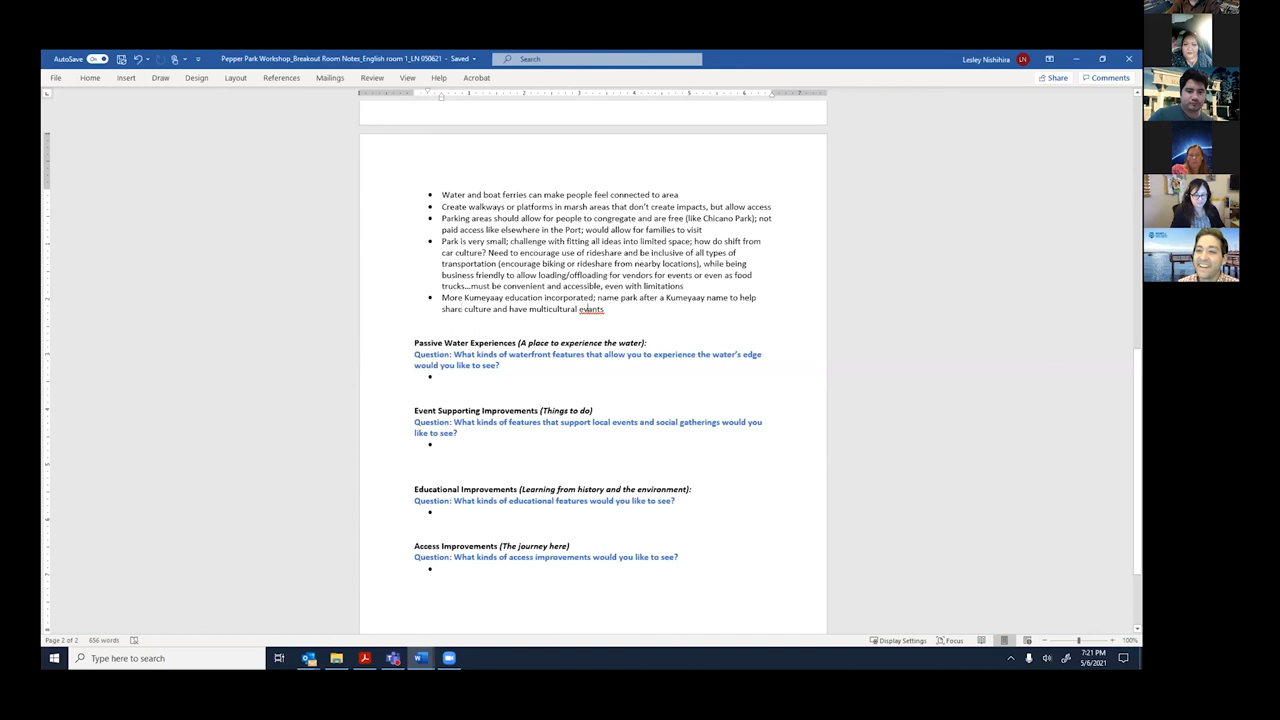 AutoSave On
Pepper Park Workshop_Breakout Room Notes_English room 1_LN 050621 - Saved
Search
Lesley Nishihira LN
File Home Insert Draw Design Layout References Mailings Review View Help Acrobat
Share Comments
Water and boat ferries can make people feel connected to area
Create walkways or platforms in marsh areas that don't create impacts, but allow access
Parking areas should allow for people to congregate and are free (like Chicano Park); not
paid access like elsewhere in the Port; would allow for families to visit
Park is very small; challenge with fitting all ideas into limited space; how do shift from
car culture? Need to encourage use of rideshare and be inclusive of all types of
transportation (encourage biking or rideshare from nearby locations), while being
business friendly to allow loading/offloading for vendors for events or even as food
trucks…must be convenient and accessible, even with limitations
More Kumeyaay education incorporated; name park after a Kumeyaay name to help
share culture and have multicultural evants
Passive Water Experiences (A place to experience the water):
Question: What kinds of waterfront features that allow you to experience the water's edge
would you like to see?
Event Supporting Improvements (Things to do)
Question: What kinds of features that support local events and social gatherings would you
like to see?
Educational Improvements (Learning from history and the environment):
Question: What kinds of educational features would you like to see?
Access Improvements (The journey here)
Question: What kinds of access improvements would you like to see?
Page 2 of 2 656 words
Display Settings Focus 100%
Type here to search
7:21 PM
5/6/2021